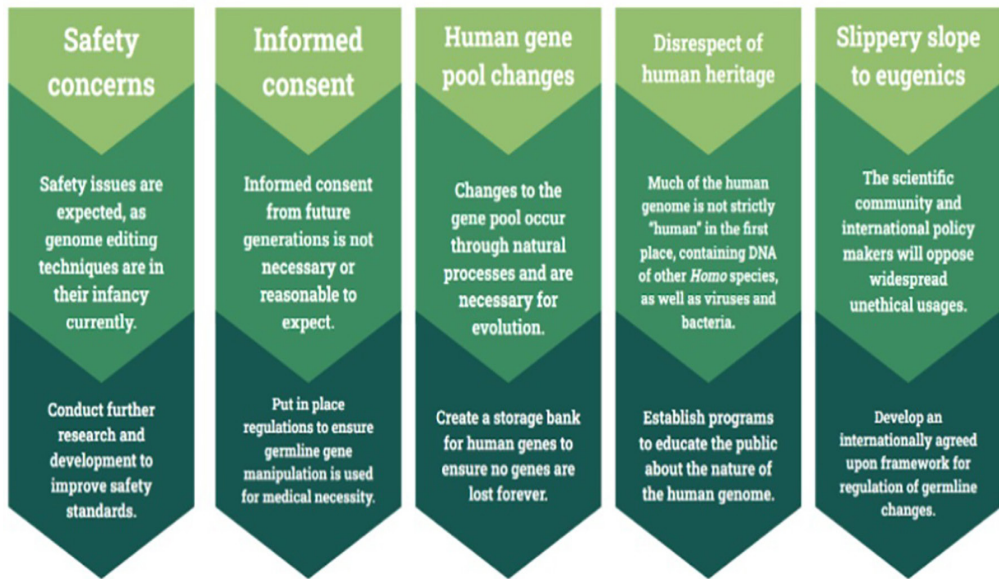 Safety
concerns
Safety issues are
expected, as
genome editing
techniques are in
their infancy
currently.
Conduct further
research and
development to
improve safety
standards.
Informed
consent
Informed consent
from future
generations is not
necessary or
reasonable to
expect.
Put in place
regulations to ensure
germline gene
manipulation is used
for medical necessity.
Human gene
pool changes
Changes to the
gene pool occur
through natural
processes and are
necessary for
evolution.
Create a storage bank
for human genes to
ensure no genes are
lost forever.
Disrespect of
human heritage
Much of the human
genome is not strictly
"human" in the first
place, containing DNA
of other Homo species,
as well as viruses and
bacteria.
Establish programs
to educate the public
about the nature of
the human genome.
Slippery slope
to eugenics
The scientific
community and
international policy
makers will oppose
widespread
unethical usages.
Develop an
internationally agreed
upon framework for
regulation of germline
changes.